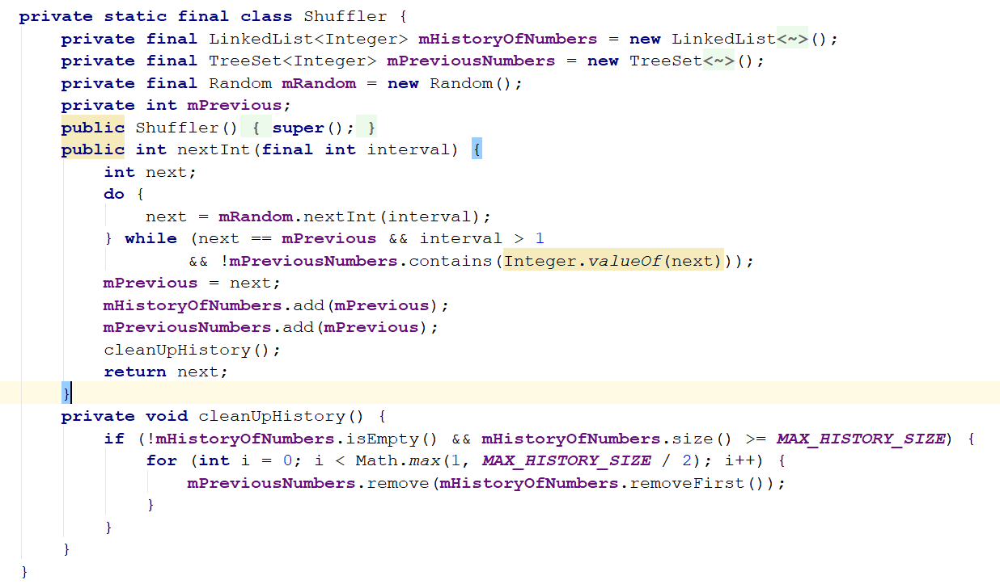 private static final class Shuffler {
    private final LinkedList<Integer> mHistoryOfNumbers = new LinkedList<~>();
    private final TreeSet<Integer> mPreviousNumbers = new TreeSet<~>();
    private final Random mRandom = new Random();
    private int mPrevious;
    public Shuffler() { super(); }
    public int nextInt(final int interval) {
        int next;
        do {
            next = mRandom.nextInt(interval);
        } while (next == mPrevious && interval > 1
                && !mPreviousNumbers.contains(Integer.valueOf(next)));
        mPrevious = next;
        mHistoryOfNumbers.add(mPrevious);
        mPreviousNumbers.add(mPrevious);
        cleanUpHistory();
        return next;
    }
    private void cleanUpHistory() {
        if (!mHistoryOfNumbers.isEmpty() && mHistoryOfNumbers.size() >= MAX_HISTORY_SIZE) {
            for (int i = 0; i < Math.max(1, MAX_HISTORY_SIZE / 2); i++) {
                mPreviousNumbers.remove(mHistoryOfNumbers.removeFirst());
            }
        }
    }
}